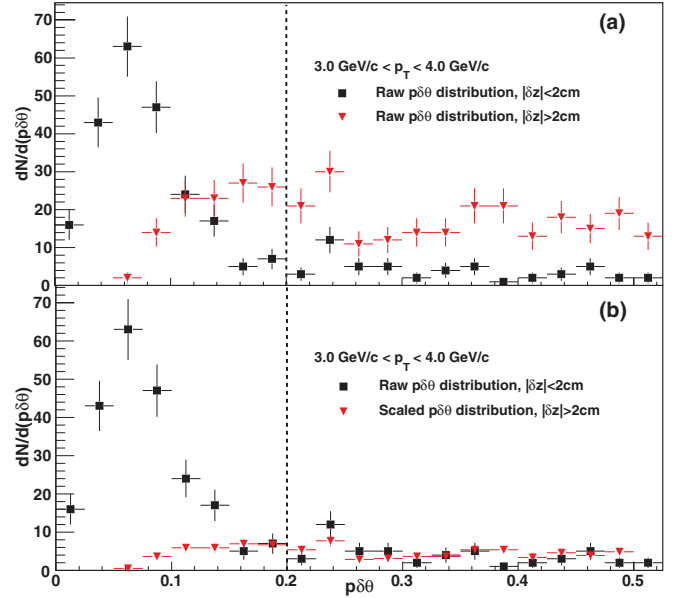 dN/d(pδθ)
70
60
50
40
30
20
10
0
(a)
3.0 GeV/c < p_T < 4.0 GeV/c
Raw pδθ distribution, |δz|<2cm
Raw pδθ distribution, |δz|>2cm
dN/d(pδθ)
70
60
50
40
30
20
10
0
(b)
3.0 GeV/c < p_T < 4.0 GeV/c
Raw pδθ distribution, |δz|<2cm
Scaled pδθ distribution, |δz|>2cm
0 0.1 0.2 0.3 0.4 0.5
pδθ